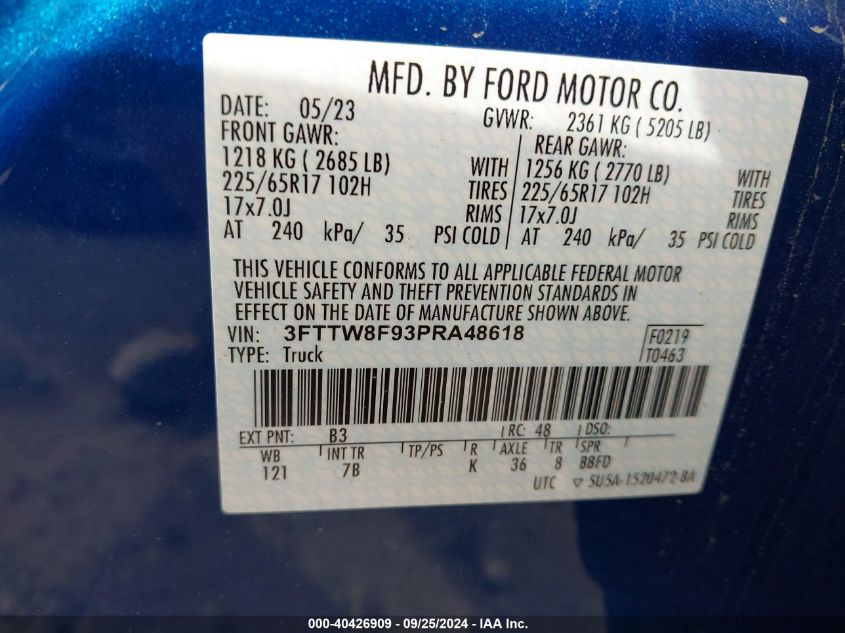 MFD. BY FORD MOTOR CO.
DATE: 05/23 GVWR: 2361 KG ( 5205 LB)
FRONT GAWR: REAR GAWR:
1218 KG ( 2685 LB) WITH 1256 KG ( 2770 LB) WITH
225/65R17 102H TIRES 225/65R17 102H TIRES
17x7.0J RIMS 17x7.0J RIMS
AT 240 kPa/ 35 PSI COLD AT 240 kPa/ 35 PSI COLD
THIS VEHICLE CONFORMS TO ALL APPLICABLE FEDERAL MOTOR
VEHICLE SAFETY AND THEFT PREVENTION STANDARDS IN
EFFECT ON THE DATE OF MANUFACTURE SHOWN ABOVE.
VIN: 3FTTW8F93PRA48618 F0219
TYPE: Truck T0463
EXT PNT: B3 RC: 48 DSO:
WB INT TR TP/PS R AXLE TR SPR
121 7B K 36 8 BBFD
UTC 5U5A-1520472-BA
000-40426909 - 09/25/2024 - IAA Inc.